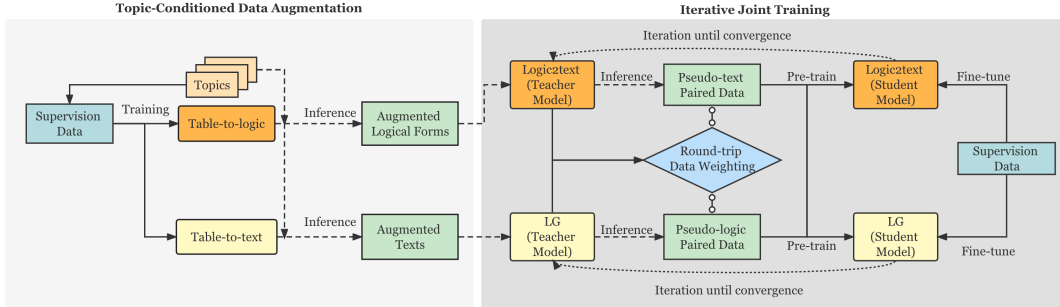 Topic-Conditioned Data Augmentation
Topics
Supervision
Data
Training
Table-to-logic
Table-to-text
Inference
Augmented
Logical Forms
Inference
Augmented
Texts
Iterative Joint Training
Iteration until convergence
Logic2text
(Teacher
Model)
Inference
Pseudo-text
Paired Data
Pre-train
Logic2text
(Student
Model)
Fine-tune
Round-trip
Data Weighting
Supervision
Data
LG
(Teacher
Model)
Inference
Pseudo-logic
Paired Data
Pre-train
LG
(Student
Model)
Fine-tune
Iteration until convergence